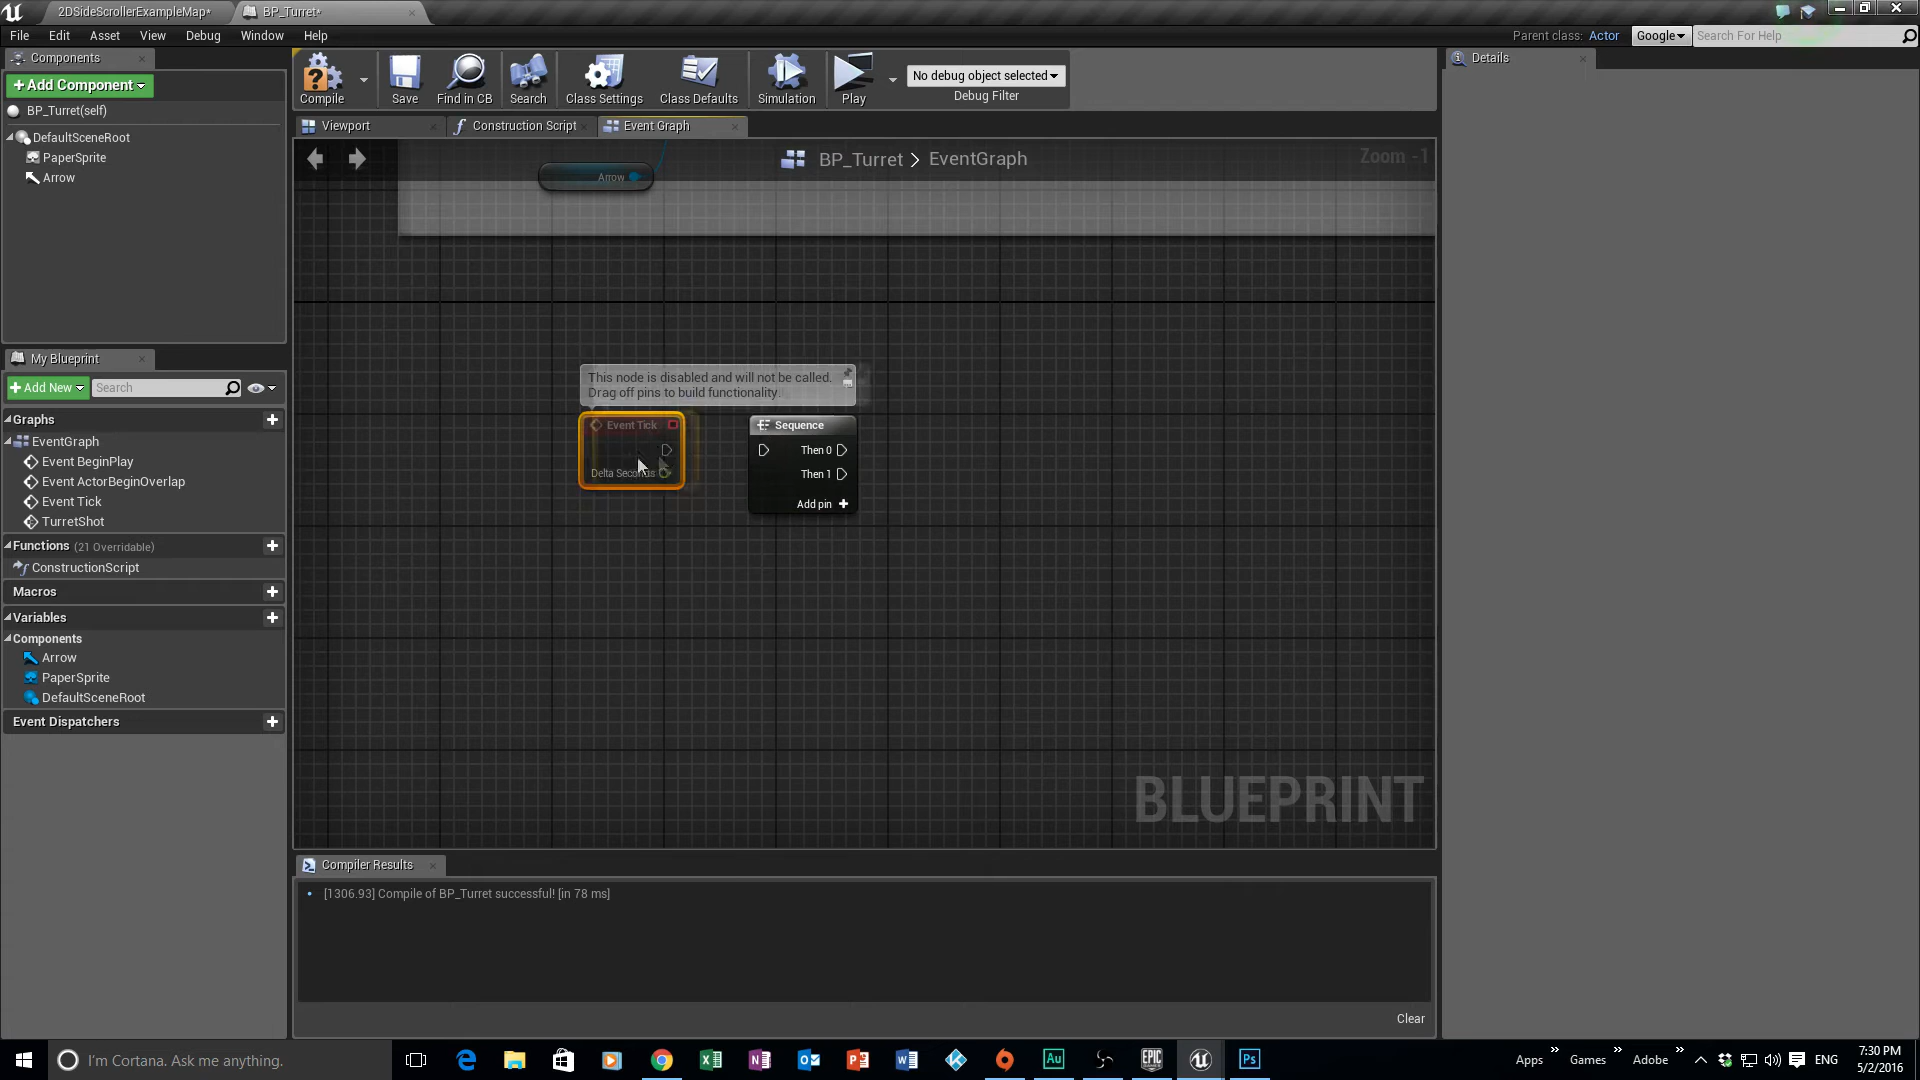 2DSideScrollerExampleMap*
BP_Turret*
File Edit Asset View Debug Window Help
Parent class: Actor Google Search For Help
Components
+Add Component
BP_Turret(self)
DefaultSceneRoot
PaperSprite
Arrow
Compile Save Find in CB Search Class Settings Class Defaults Simulation Play
No debug object selected
Debug Filter
Details
Viewport Construction Script Event Graph
BP_Turret > EventGraph
Zoom -1
Arrow
This node is disabled and will not be called.
Drag off pins to build functionality.
Event Tick
Delta Seconds
Sequence
Then 0
Then 1
Add pin +
BLUEPRINT
My Blueprint
+Add New Search
Graphs
EventGraph
Event BeginPlay
Event ActorBeginOverlap
Event Tick
TurretShot
Functions (21 Overridable)
ConstructionScript
Macros
Variables
Components
Arrow
PaperSprite
DefaultSceneRoot
Event Dispatchers
Compiler Results
[1306.93] Compile of BP_Turret successful! [in 78 ms]
Clear
I'm Cortana. Ask me anything.
Apps » Games » Adobe » ENG
7:30 PM
5/2/2016